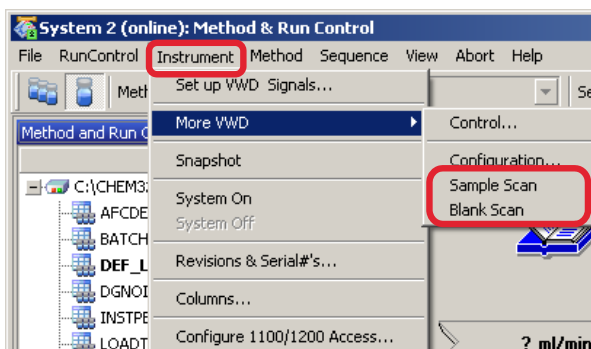 System 2 (online): Method & Run Control
File RunControl Instrument Method Sequence View Abort Help
Set up VWD Signals...
More VWD
Control...
Method and Run
Snapshot
Configuration...
C:\CHEM32
System On
Sample Scan
AFCDE
System Off
Blank Scan
BATCH
Revisions & Serial#'s...
DEF_L
DGNOI
Columns...
INSTPE
Configure 1100/1200 Access...
LOADT
? ml/min